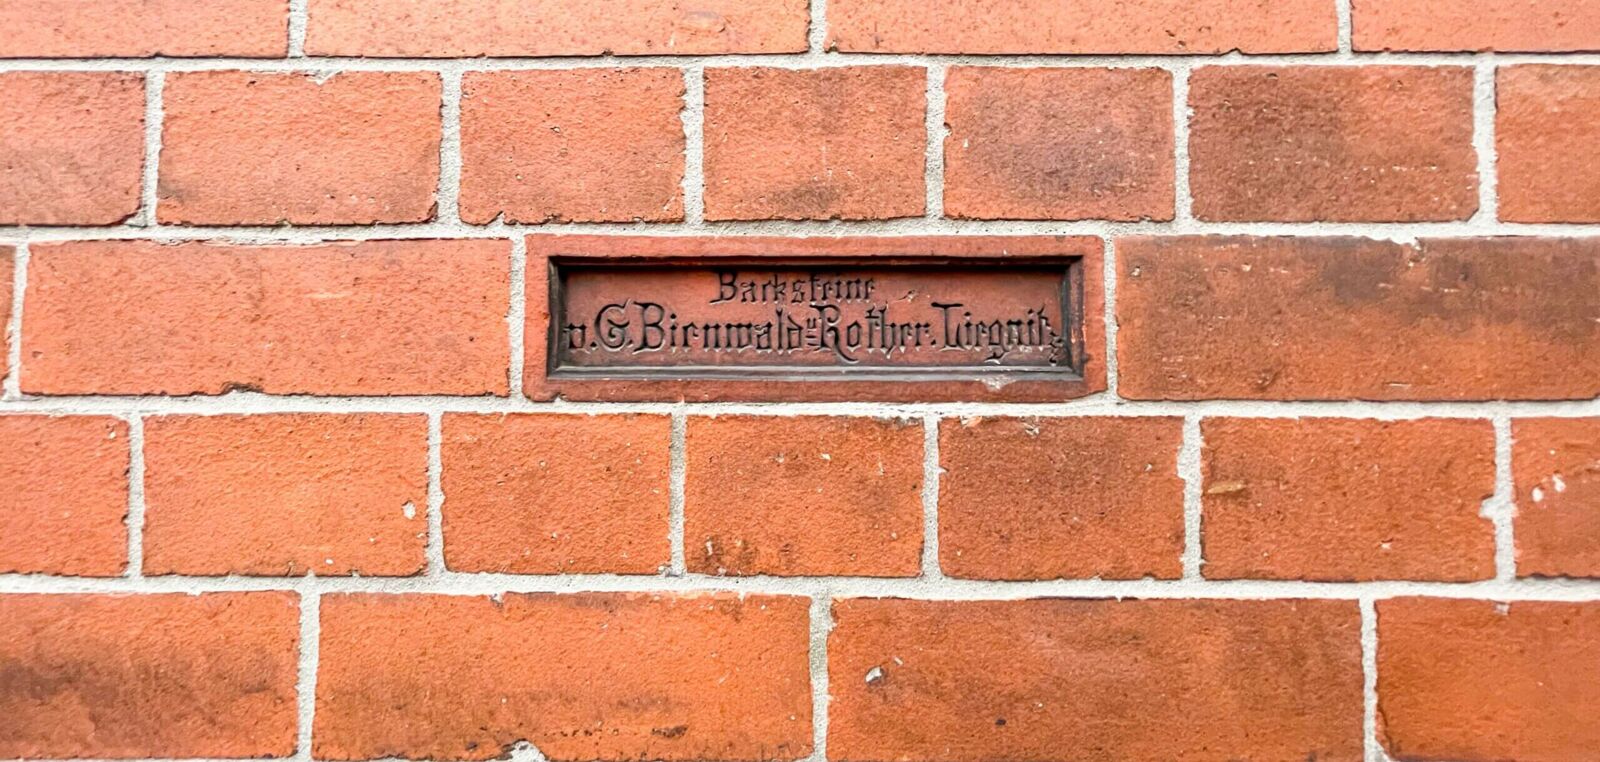 Backsteine
v. G. Bienwald u. Rother. Liegnitz